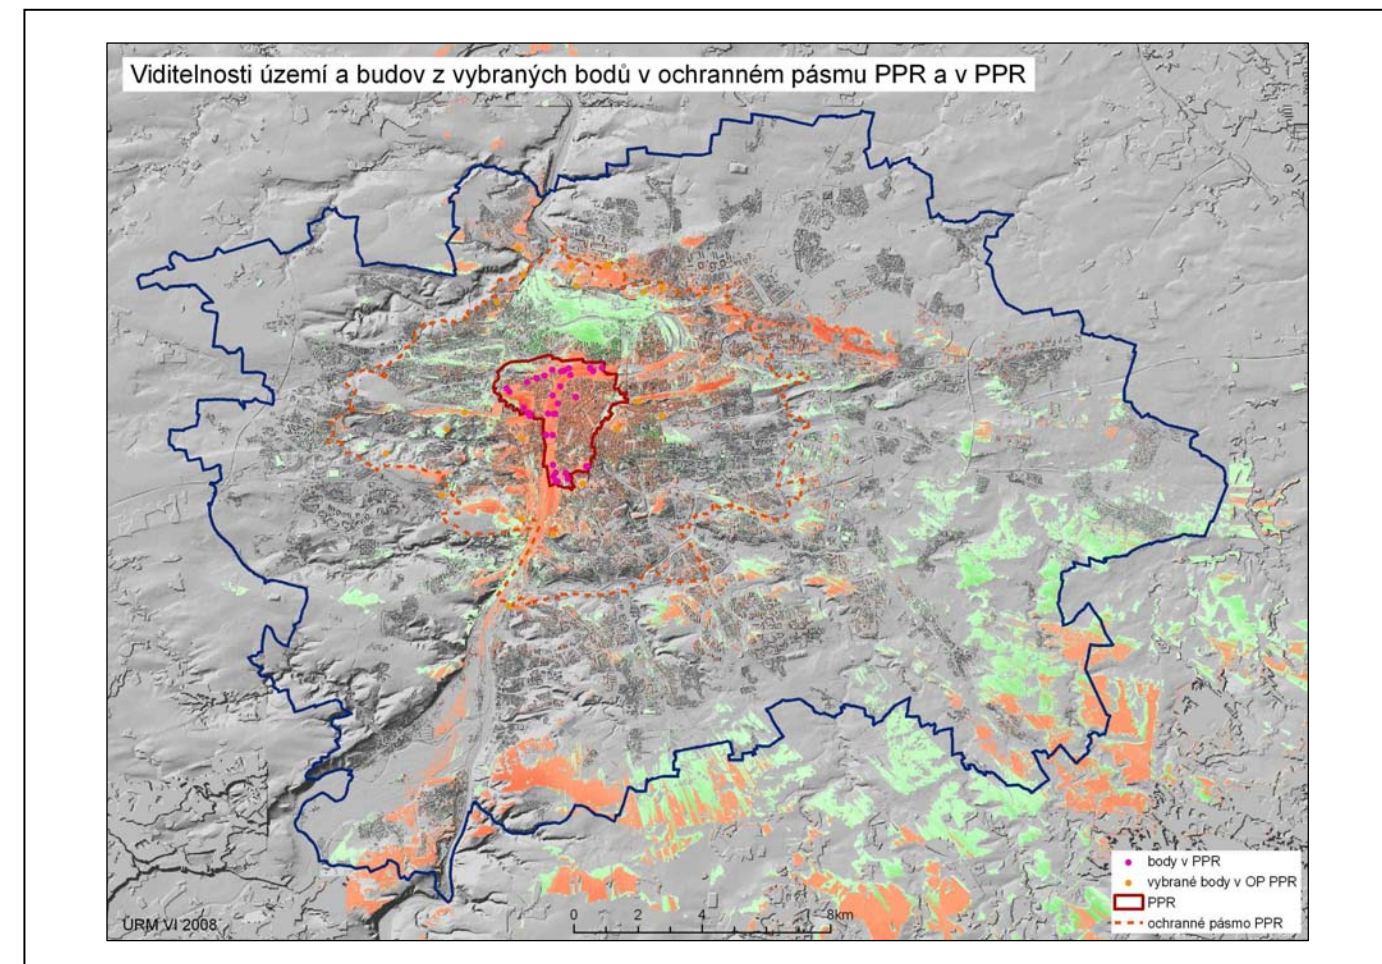 Viditelnosti území a budov z vybraných bodů v ochranném pásmu PPR a v PPR
body v PPR
vybrané body v OP PPR
PPR
ochranné pásmo PPR
0 2 4 8km
ÚRM VI 2008